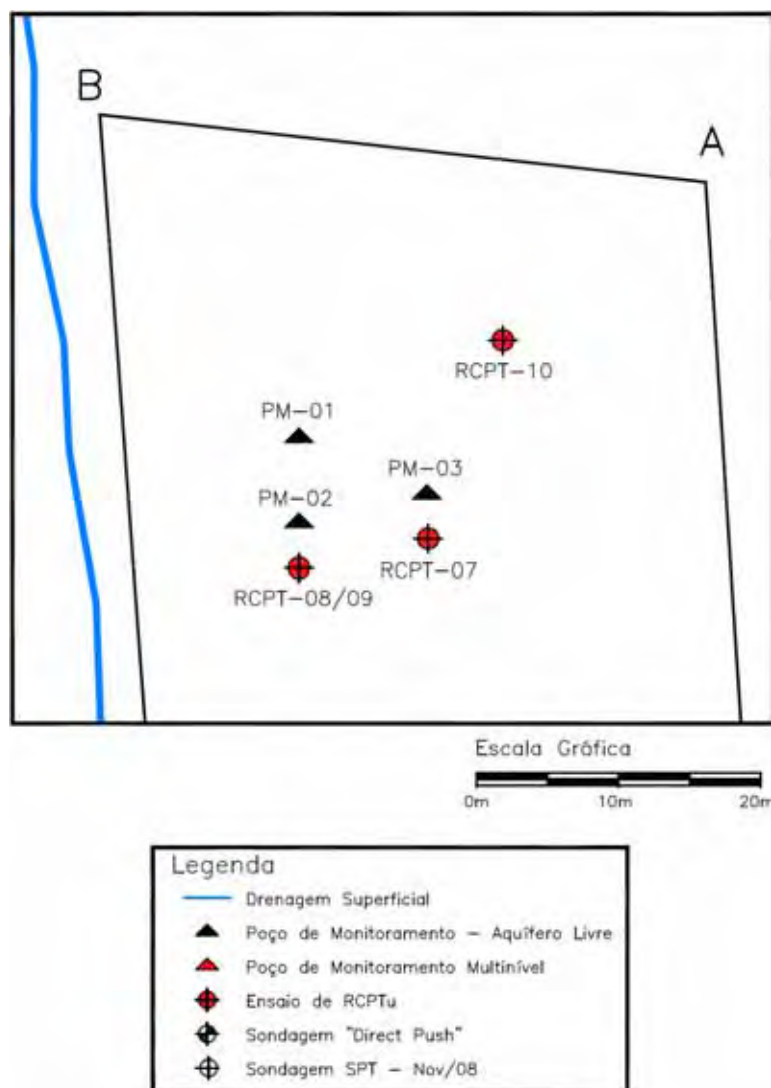 B
A
RCPT-10
PM-01
PM-03
PM-02
RCPT-07
RCPT-08/09
Escala Gráfica
0m 10m 20m
Legenda
Drenagem Superficial
Poço de Monitoramento - Aquífero Livre
Poço de Monitoramento Multinível
Ensaio de RCPTu
Sondagem "Direct Push"
Sondagem SPT - Nov/08